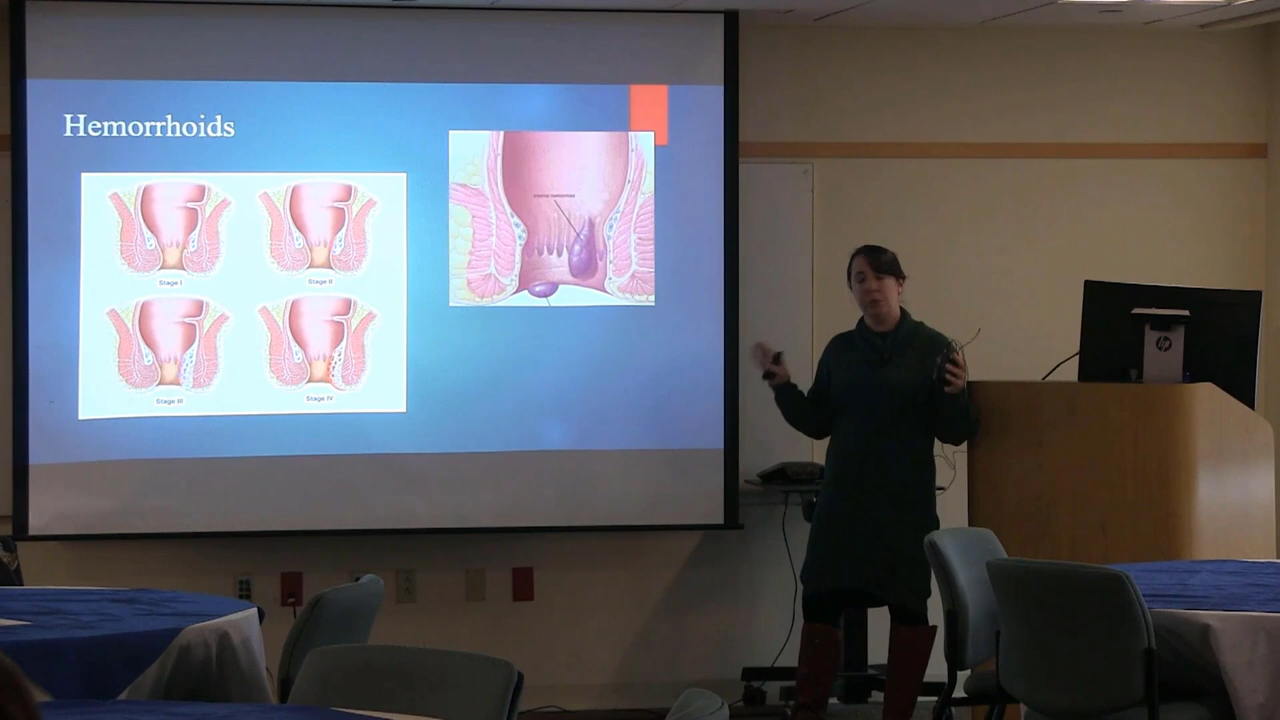 Hemorrhoids
Stage I
Stage II
Stage III
Stage IV
hp